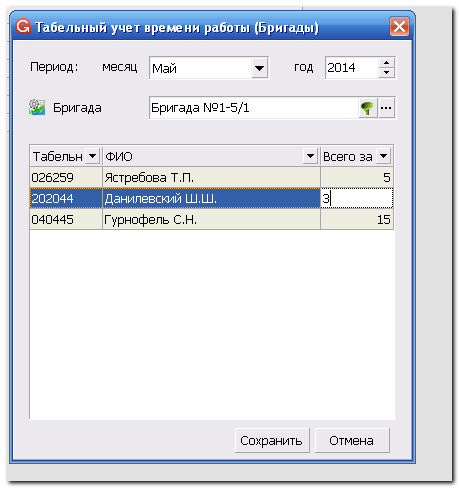 G Табельный учет времени работы (Бригады)
Период: месяц Май год 2014
Бригада Бригада №1-5/1 ...
Табельн ФИО Всего за
026259 Ястребова Т.П. 5
202044 Данилевский Ш.Ш. 3
040445 Гурнофель С.Н. 15
Сохранить Отмена